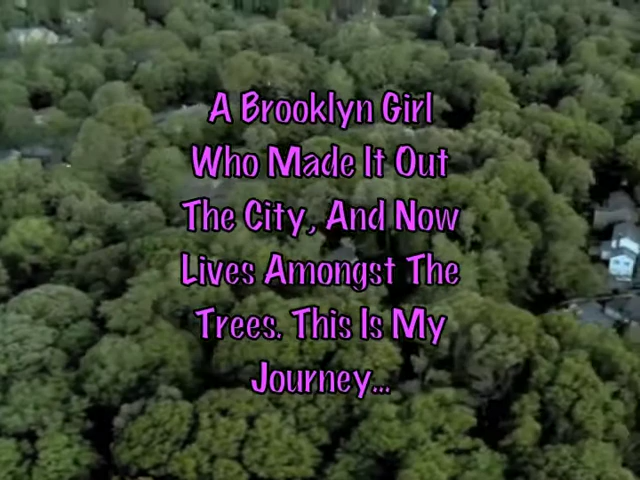 A Brooklyn Girl
Who Made It Out
The City, And Now
Lives Amongst The
Trees. This Is My
Journey...